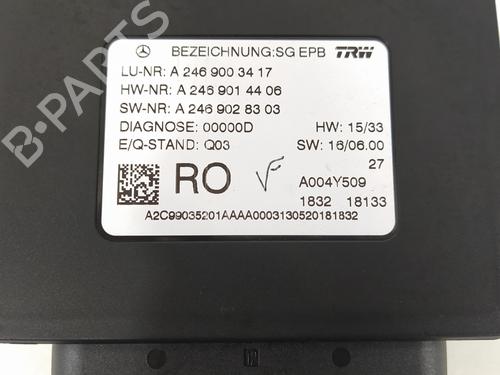 BEZEICHNUNG:SG EPB TRW
LU-NR: A 246 900 34 17
HW-NR: A 246 901 44 06
SW-NR: A 246 902 83 03
DIAGNOSE: 00000D HW: 15/33
E/Q-STAND: Q03 SW: 16/06.00
27
RO VF A004Y509
1832 18133
A2C99035201AAAA0003130520181832
B-PARTS